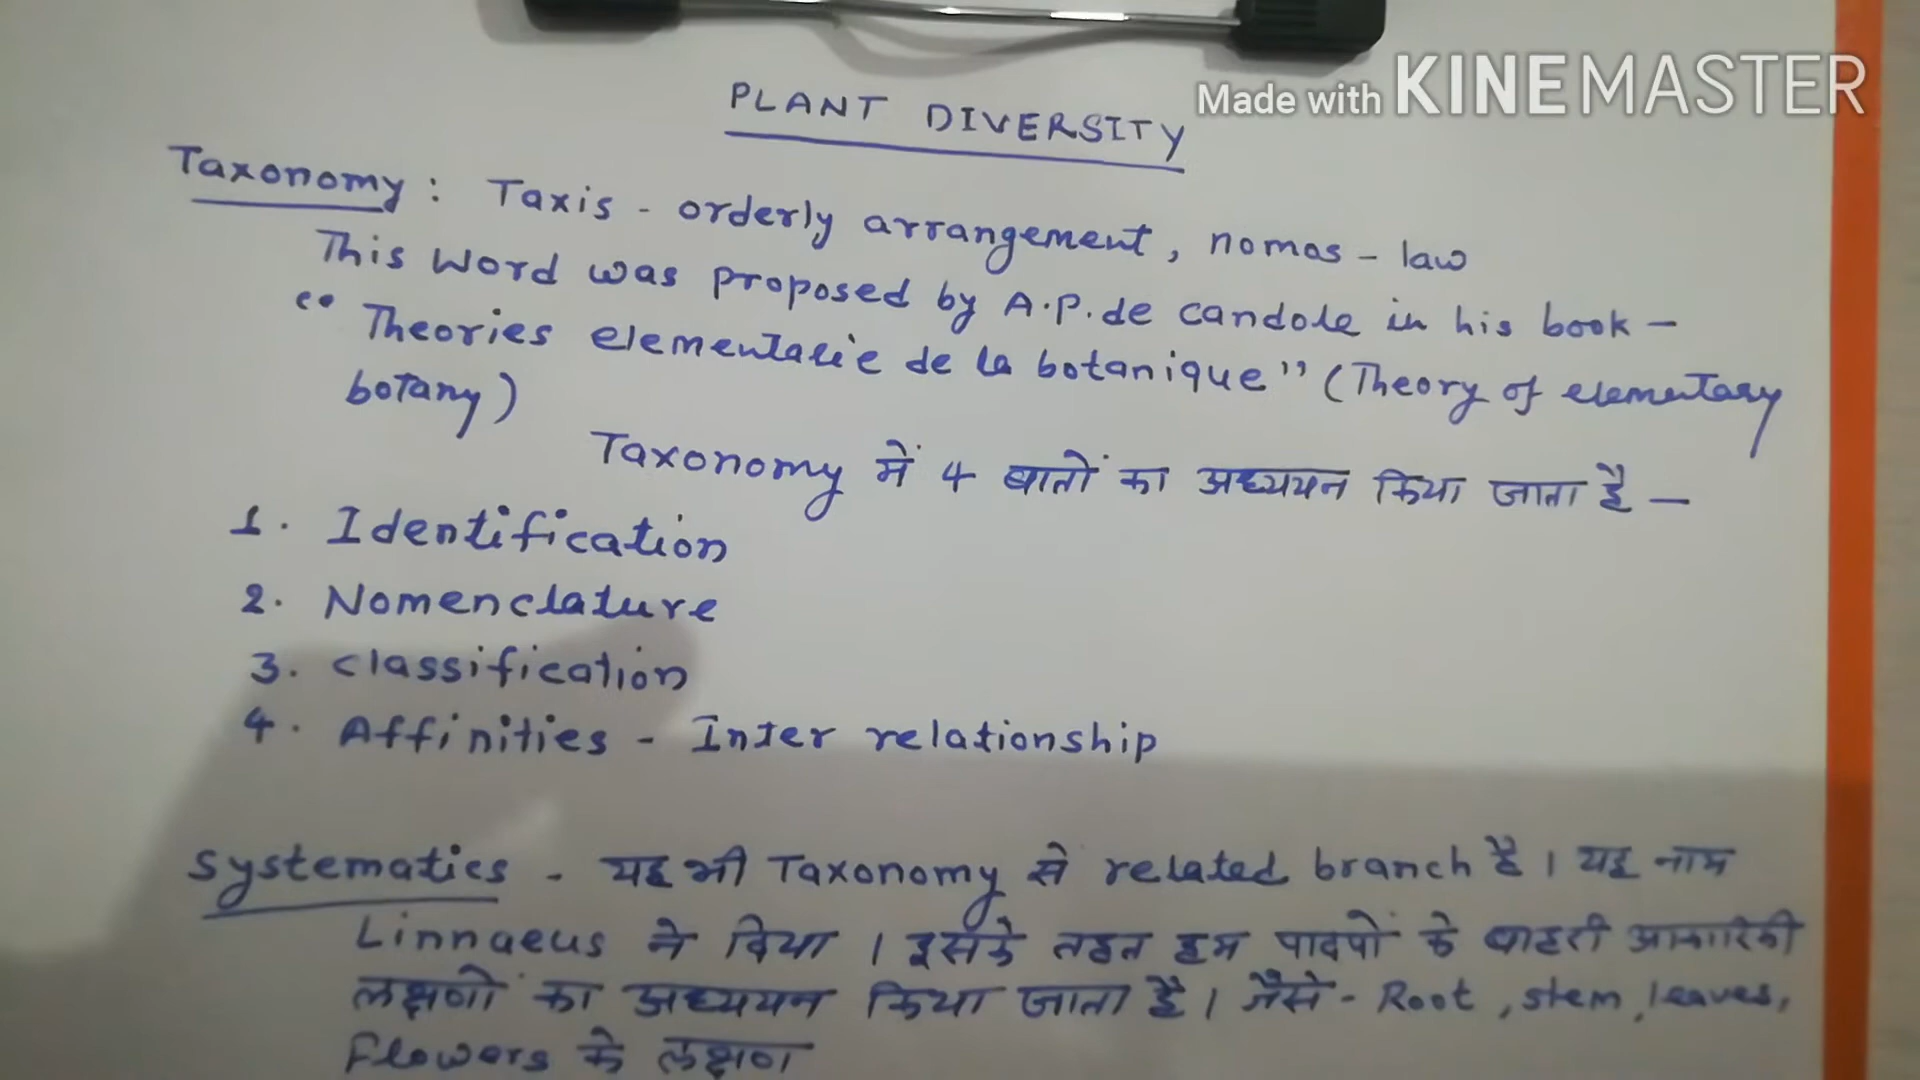 Made with KINEMASTER
PLANT DIVERSITY
Taxonomy : Taxis - orderly arrangement, nomos - law
This word was proposed by A.P. de candole in his book -
" Theories elementarie de la botanique" (Theory of elementary
botany)
Taxonomy में 4 बातों का अध्ययन किया जाता है -
1. Identification
2. Nomenclature
3. Classification
4. Affinities - Inter relationship
Systematics - यह भी Taxonomy से related branch है । यह नाम
Linnaeus ने दिया । इसके तहत हम पादपों के बाहरी आकारिकी
लक्षणों का अध्ययन किया जाता है । जैसे - Root, stem, leaves,
Flowers के लक्षण